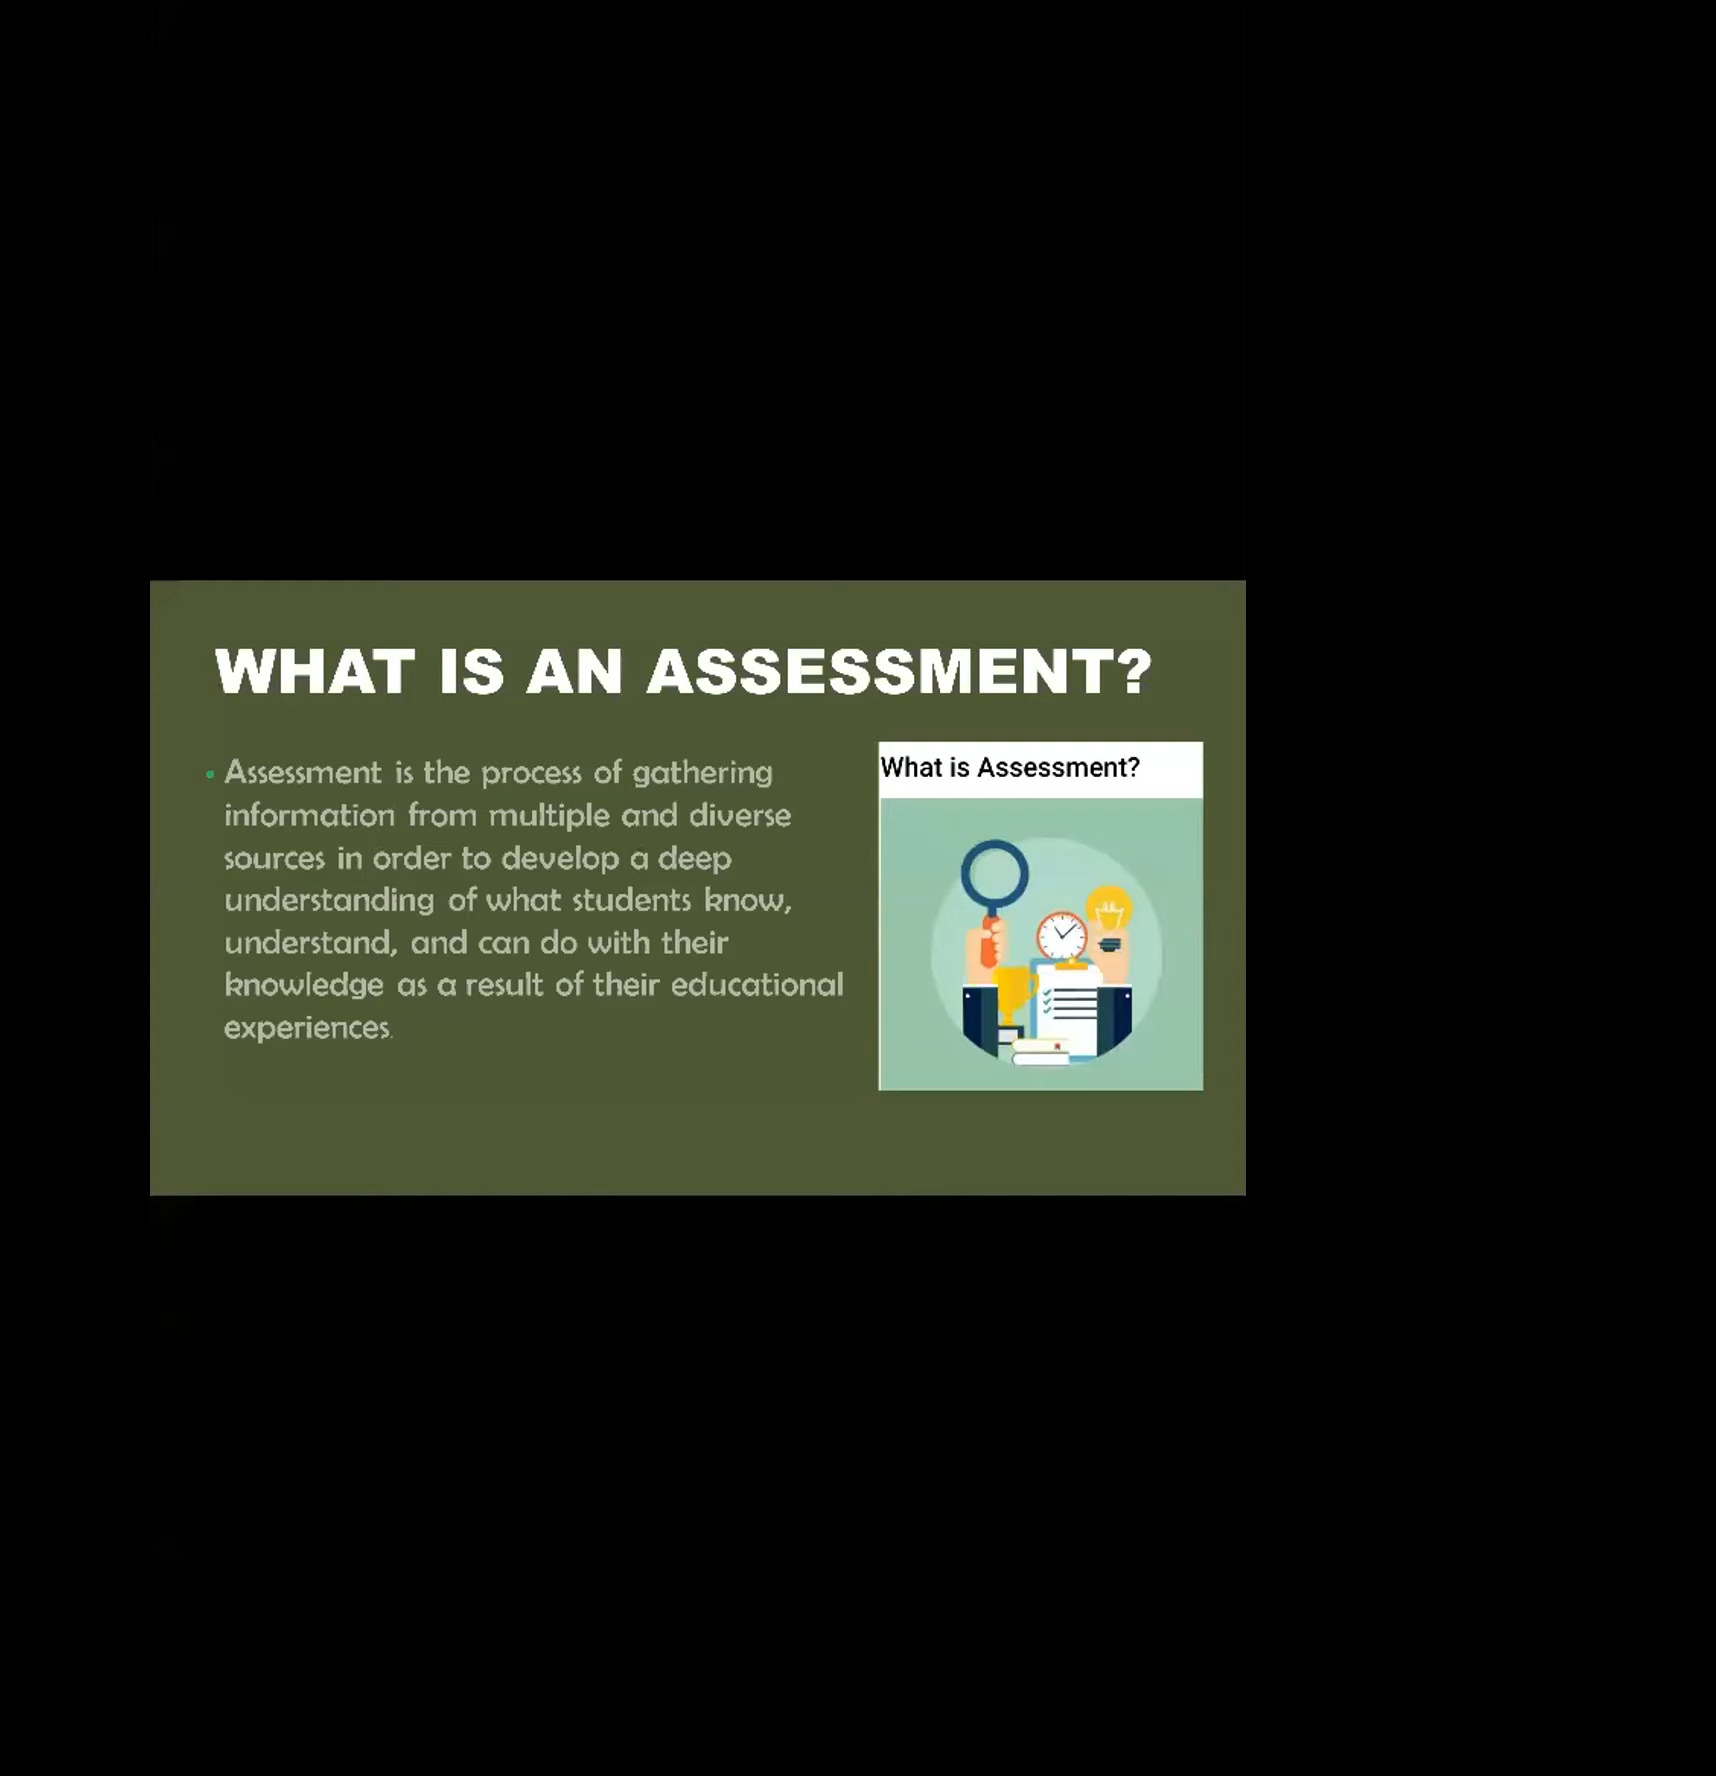 WHAT IS AN ASSESSMENT?
• Assessment is the process of gathering
information from multiple and diverse
sources in order to develop a deep
understanding of what students know,
understand, and can do with their
knowledge as a result of their educational
experiences.
What is Assessment?